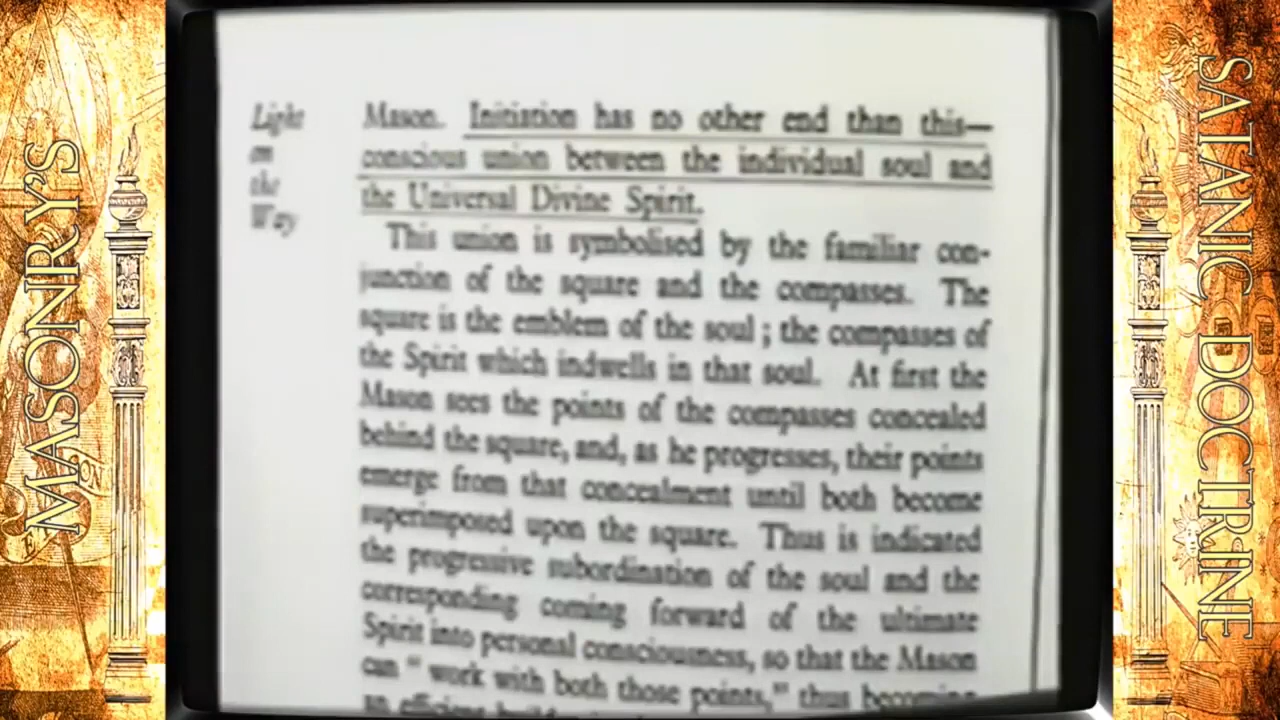 MASONRY'S
Light
on
the
Way
Mason. Initiation has no other end than this—
conscious union between the individual soul and
the Universal Divine Spirit.
This union is symbolised by the familiar con-
junction of the square and the compasses. The
square is the emblem of the soul ; the compasses of
the Spirit which indwells in that soul. At first the
Mason sees the points of the compasses concealed
behind the square, and, as he progresses, their points
emerge from that concealment until both become
superimposed upon the square. Thus is indicated
the progressive subordination of the soul and the
corresponding coming forward of the ultimate
Spirit into personal consciousness, so that the Mason
can " work with both those points," thus becoming
an efficient
SATANIC DOCTRINE